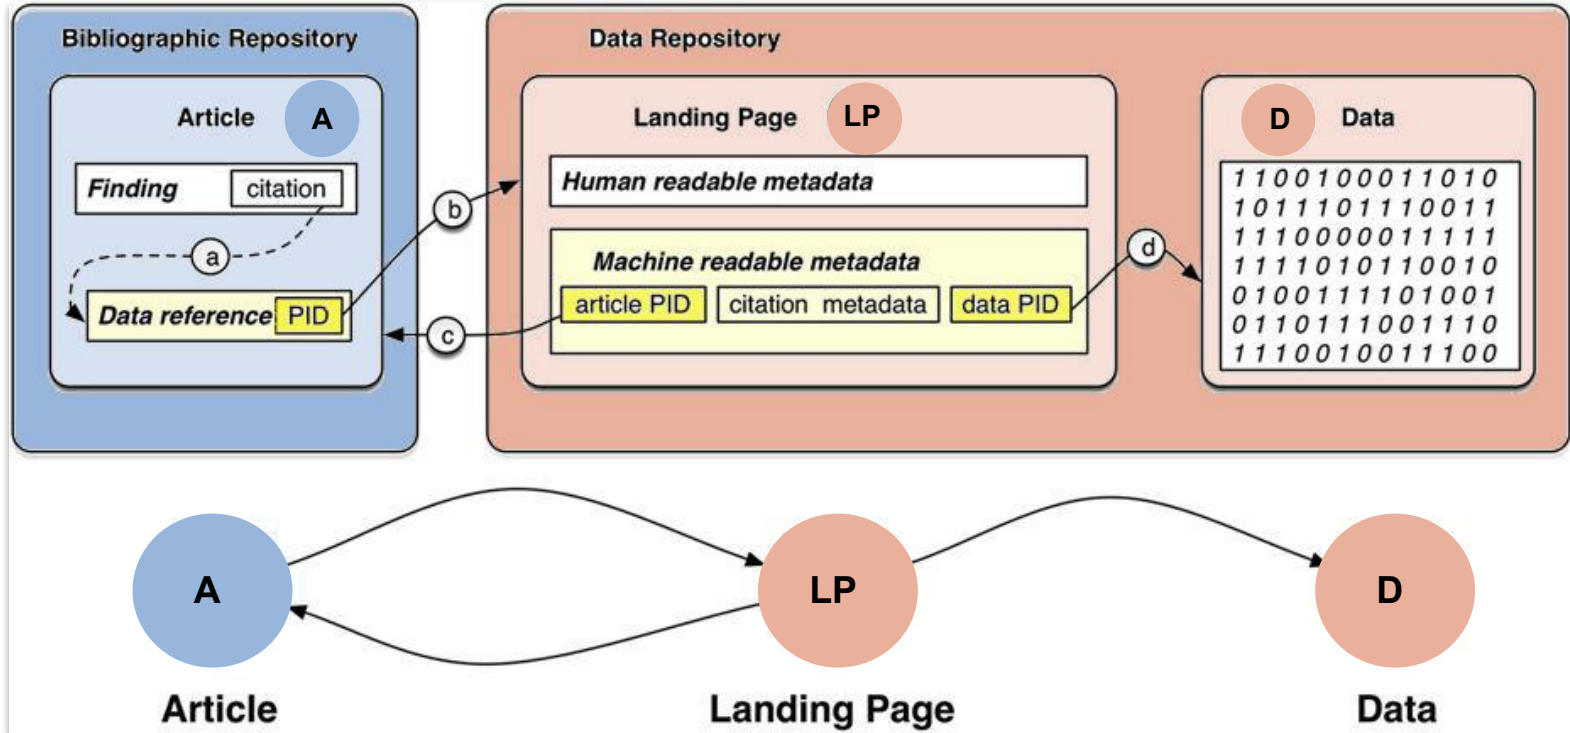 Bibliographic Repository
Article A
Finding citation
a
Data reference PID
b
c
Data Repository
Landing Page LP
Human readable metadata
Machine readable metadata
article PID citation metadata data PID
d
D Data
1 1 0 0 1 0 0 0 1 1 0 1 0
1 0 1 1 1 0 1 1 1 0 0 1 1
1 1 1 0 0 0 0 0 1 1 1 1 1
1 1 1 1 0 1 0 1 1 0 0 1 0
0 1 0 0 1 1 1 1 0 1 0 0 1
0 1 1 0 1 1 1 0 0 1 1 1 0
1 1 1 0 0 1 0 0 1 1 1 0 0
A
LP
D
Article
Landing Page
Data